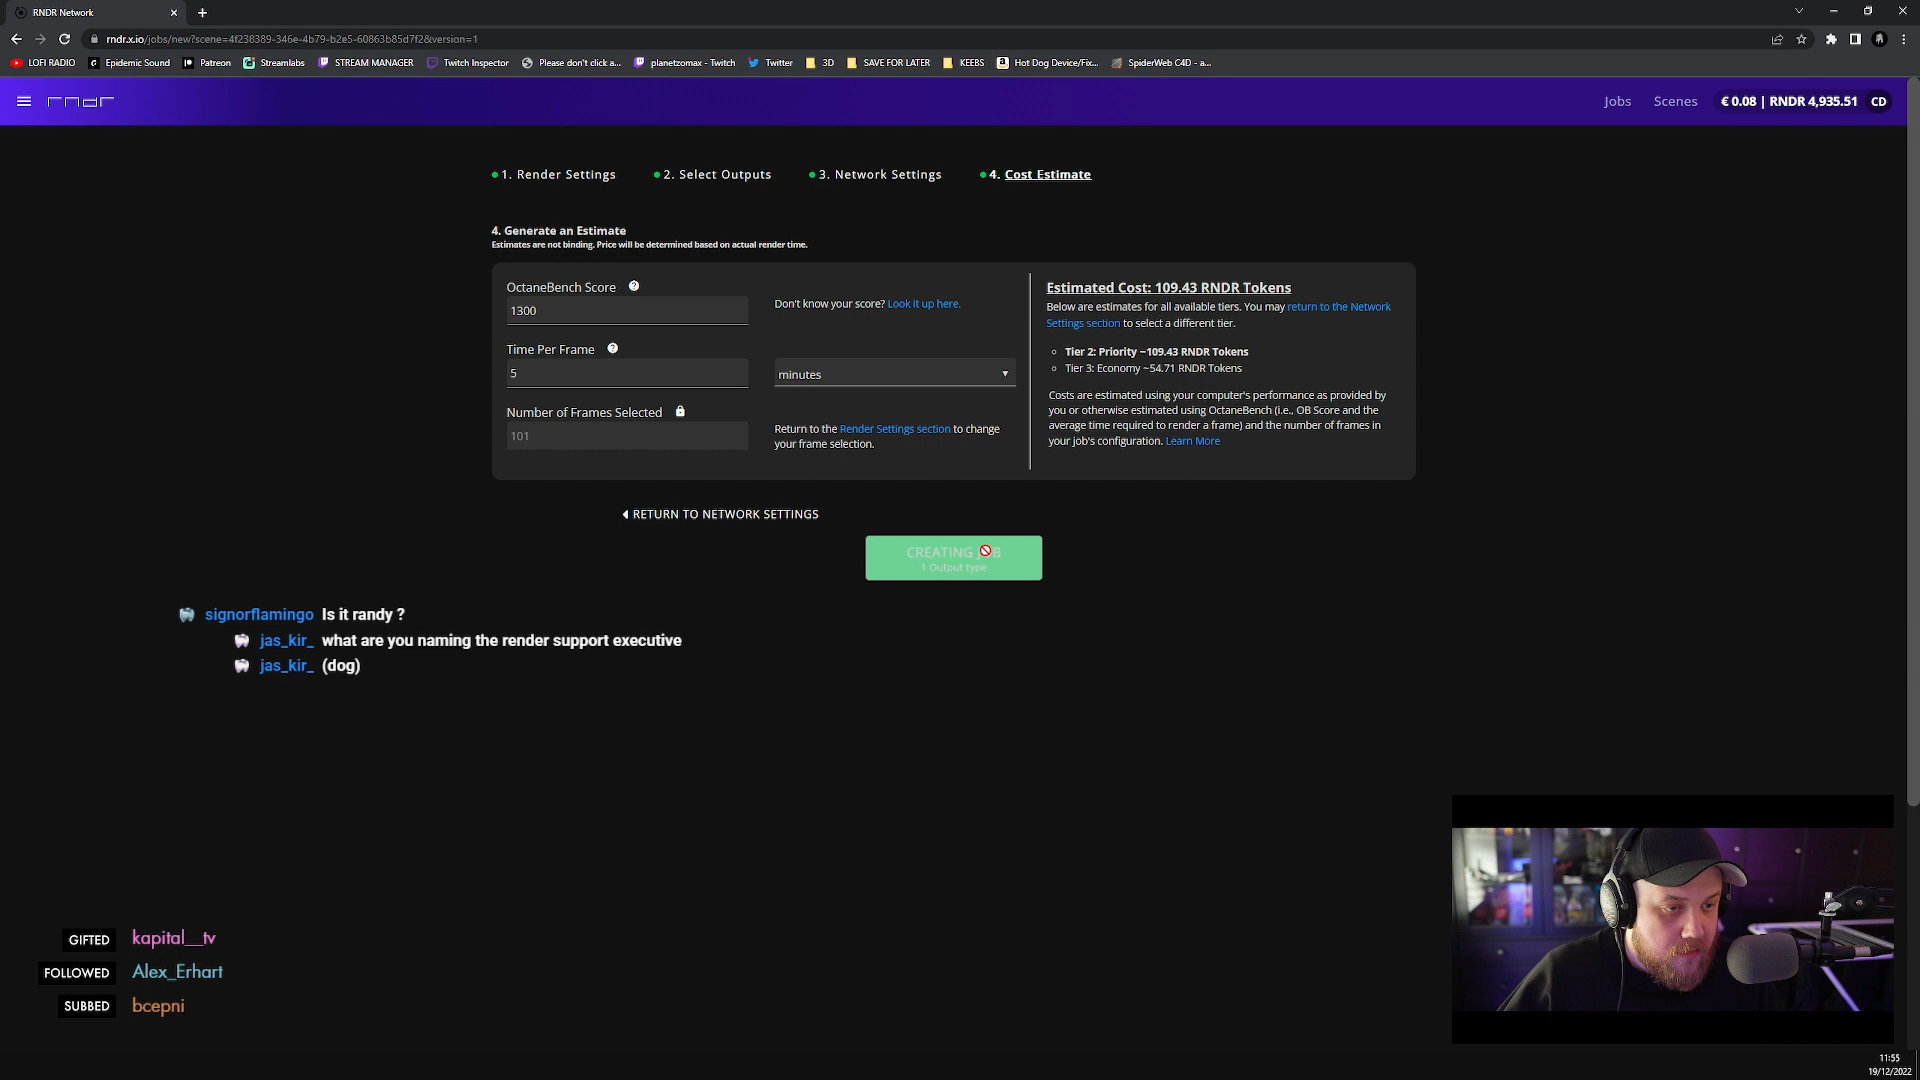 RNDR Network
rndr.x.io/jobs/new?scene=4f238389-346e-4b79-b2e5-60863b85d7f2&version=1
LOFI RADIO
Epidemic Sound
Patreon
Streamlabs
STREAM MANAGER
Twitch Inspector
Please don't click a...
planetzomax - Twitch
Twitter
3D
SAVE FOR LATER
KEEBS
Hot Dog Device/Fix...
SpiderWeb C4D - a...
rndr
Jobs
Scenes
€ 0.08 | RNDR 4,935.51
CD
1. Render Settings
2. Select Outputs
3. Network Settings
4. Cost Estimate
4. Generate an Estimate
Estimates are not binding. Price will be determined based on actual render time.
OctaneBench Score
1300
Don't know your score? Look it up here.
Time Per Frame
5
minutes
Number of Frames Selected
101
Return to the Render Settings section to change
your frame selection.
Estimated Cost: 109.43 RNDR Tokens
Below are estimates for all available tiers. You may return to the Network
Settings section to select a different tier.
Tier 2: Priority ~109.43 RNDR Tokens
Tier 3: Economy ~54.71 RNDR Tokens
Costs are estimated using your computer's performance as provided by
you or otherwise estimated using OctaneBench (i.e., OB Score and the
average time required to render a frame) and the number of frames in
your job's configuration. Learn More
RETURN TO NETWORK SETTINGS
CREATING JOB
1 Output type
signorflamingo Is it randy ?
jas_kir_ what are you naming the render support executive
jas_kir_ (dog)
GIFTED kapital__tv
FOLLOWED Alex_Erhart
SUBBED bcepni
11:55
19/12/2022